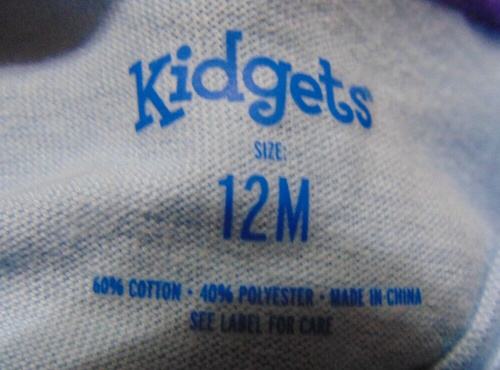 Kidgets
SIZE:
12M
60% COTTON · 40% POLYESTER · MADE IN CHINA
SEE LABEL FOR CARE